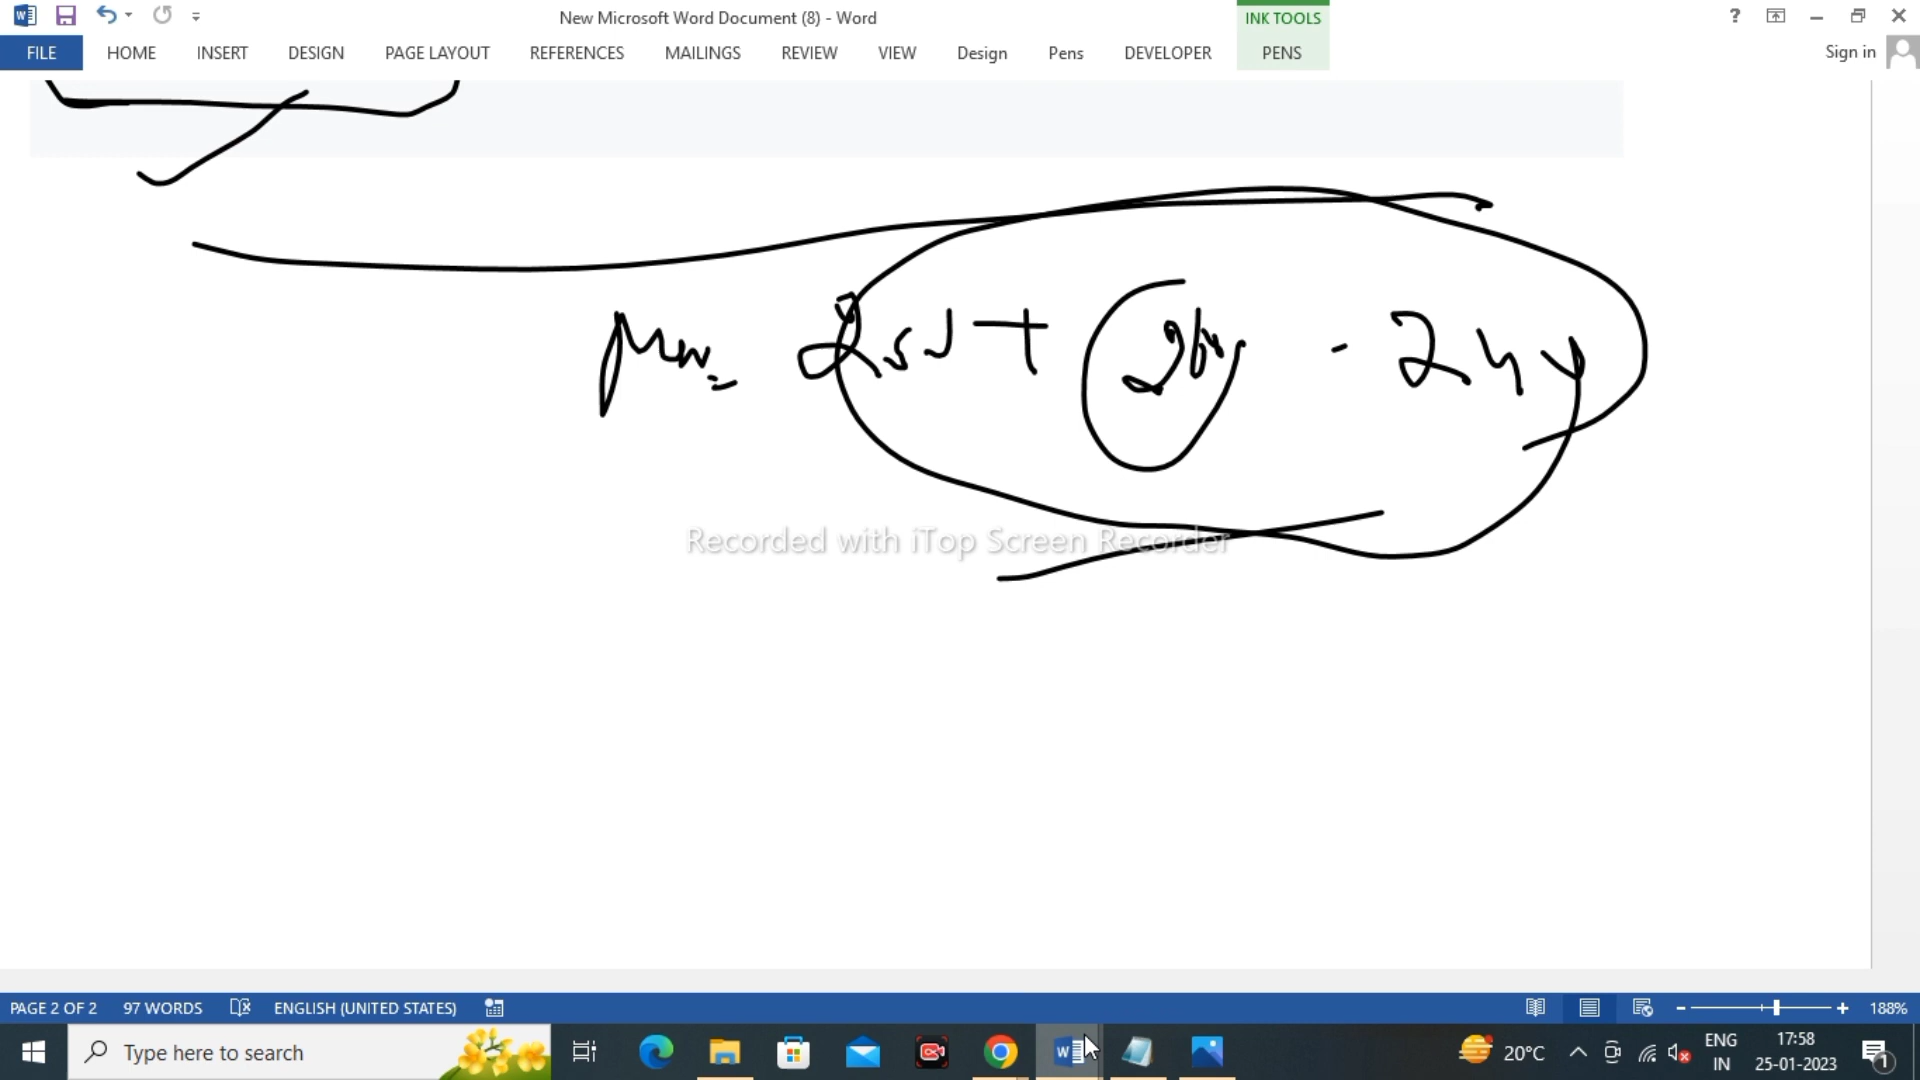 New Microsoft Word Document (8) - Word
INK TOOLS
?
FILE HOME INSERT DESIGN PAGE LAYOUT REFERENCES MAILINGS REVIEW VIEW Design Pens DEVELOPER PENS Sign in
Recorded with iTop Screen Recorder
PAGE 2 OF 2 97 WORDS ENGLISH (UNITED STATES) - + 188%
Type here to search 20°C ENG IN 17:58 25-01-2023 1